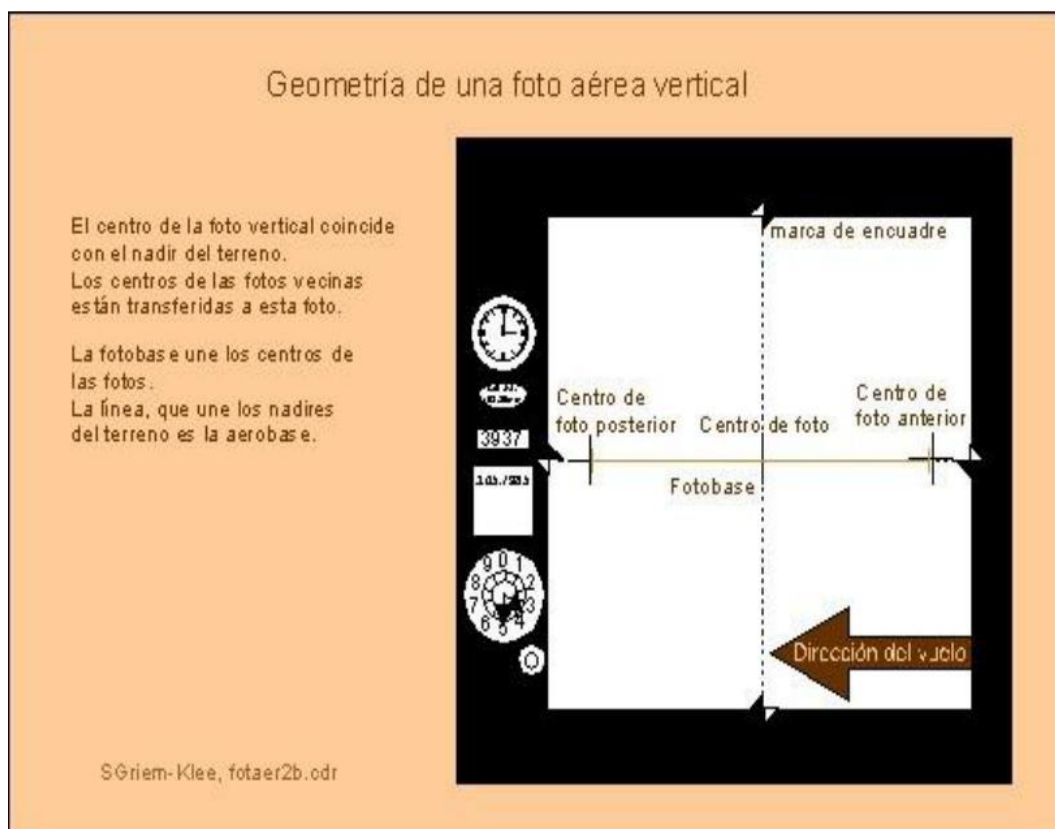 Geometría de una foto aérea vertical
El centro de la foto vertical coincide
con el nadir del terreno.
Los centros de las fotos vecinas
están transferidas a esta foto.
La fotobase une los centros de
las fotos.
La línea, que une los nadires
del terreno es la aerobase.
marca de encuadre
Centro de
foto posterior
Centro de foto
Centro de
foto anterior
Fotobase
3937
9 0 1
8 2
7 3
6 5 4
Dirección del vuelo
SGriem-Klee, fotaer2b.cdr